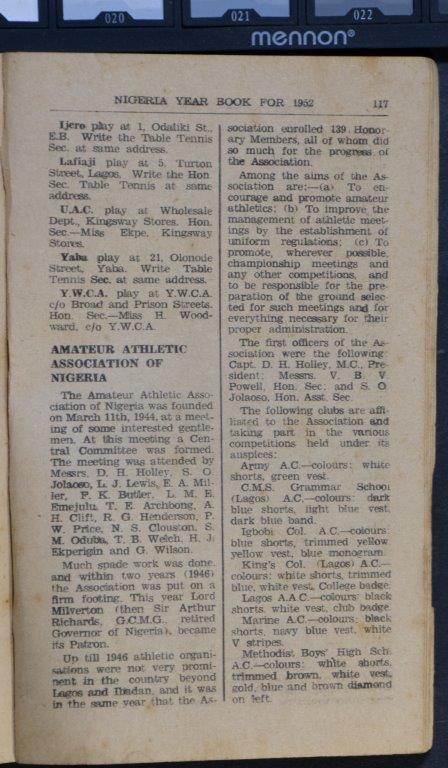 020
021
022
mennon®
NIGERIA YEAR BOOK FOR 1952 117
Ijero play at 1, Odaliki St.,
E.B. Write the Table Tennis
Sec. at same address.
Lafiaji play at 5, Turton
Street, Lagos. Write the Hon
Sec. Table Tennis at same
address.
U.A.C. play at Wholesale
Dept., Kingsway Stores. Hon.
Sec.—Miss Ekpe, Kingsway
Stores.
Yaba play at 21, Olonode
Street, Yaba. Write Table
Tennis Sec. at same address.
Y.W.C.A. play at Y.W.C.A.
c/o Broad and Prison Streets.
Hon. Sec.—Miss H. Wood-
ward, c/o Y.W.C.A.
AMATEUR ATHLETIC
ASSOCIATION OF
NIGERIA
The Amateur Athletic Asso-
ciation of Nigeria was founded
on March 11th, 1944, at a meet-
ing of some interested gentle-
men. At this meeting a Cen-
tral Committee was formed.
The meeting was attended by
Messrs. D. H. Holley, S. O.
Jolaoso, L. J. Lewis, E. A. Mil-
ler, F. K. Butler, L. M. E.
Emejulu, T. E. Archbong, A.
H. Clift, R. G. Henderson, P.
W. Price, N. S. Clouston, S.
M. Oduba, T. B. Welch, H. J.
Ekperigin and G. Wilson.
Much spade work was done,
and within two years (1946)
the Association was put on a
firm footing. This year Lord
Milverton (then Sir Arthur
Richards, G.C.M.G., retired
Governor of Nigeria), became
its Patron.
Up till 1946 athletic organi-
sations were not very promi-
nent in the country beyond
Lagos and Ibadan, and it was
in the same year that the As-
sociation enrolled 139 Honor-
ary Members, all of whom did
so much for the progress of
the Association.
Among the aims of the As-
sociation are:—(a) To en-
courage and promote amateur
athletics; (b) To improve the
management of athletic meet-
ings by the establishment of
uniform regulations; (c) To
promote, wherever possible,
championship meetings and
any other competitions, and
to be responsible for the pre-
paration of the ground selec-
ted for such meetings and for
everything necessary for their
proper administration.
The first officers of the As-
sociation were the following:
Capt. D. H. Holley, M.C., Pre-
sident; Messrs. V. B. V.
Powell, Hon. Sec; and S. O
Jolaoso, Hon. Asst. Sec.
The following clubs are affi-
liated to the Association and
taking part in the various
competitions held under its
auspices:
Army A.C.—colours: white
shorts, green vest.
C.M.S. Grammar School
(Lagos) A.C.—colours: dark
blue shorts, light blue vest,
dark blue band.
Igbobi Col. A.C.—colours:
blue shorts, trimmed yellow
yellow vest, blue monogram.
King's Col. (Lagos) A.C.—
colours: white shorts, trimmed
blue, white vest, College badge.
Lagos A.A.C.—colours: black
shorts, white vest, club badge.
Marine A.C.—colours: black
shorts, navy blue vest, white
V stripes.
Methodist Boys' High Sch.
A.C.—colours: white shorts,
trimmed brown, white vest,
gold, blue and brown diamond
on left.